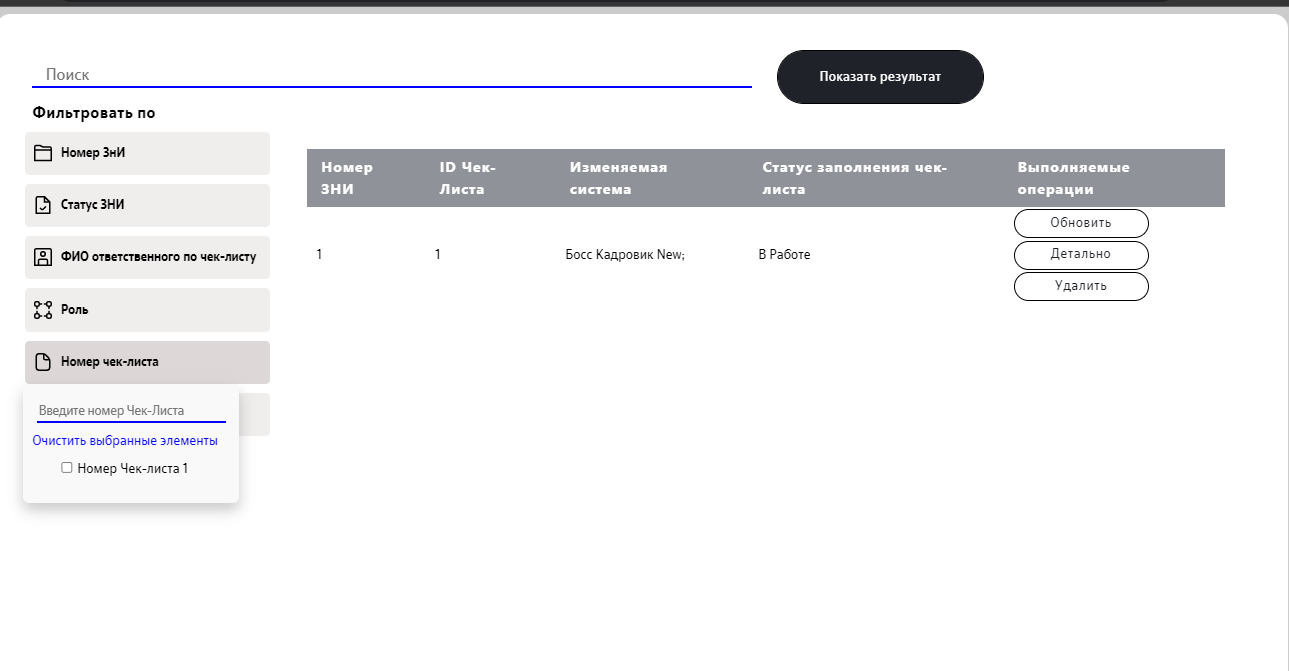 Поиск
Показать результат
Фильтровать по
Номер ЗнИ
Статус ЗНИ
ФИО ответственного по чек-листу
Роль
Номер чек-листа
Введите номер Чек-Листа
Очистить выбранные элементы
Номер Чек-листа 1
Номер
ЗНИ
ID Чек-
Листа
Изменяемая
система
Статус заполнения чек-
листа
Выполняемые
операции
1
1
Босс Кадровик New;
В Работе
Обновить
Детально
Удалить